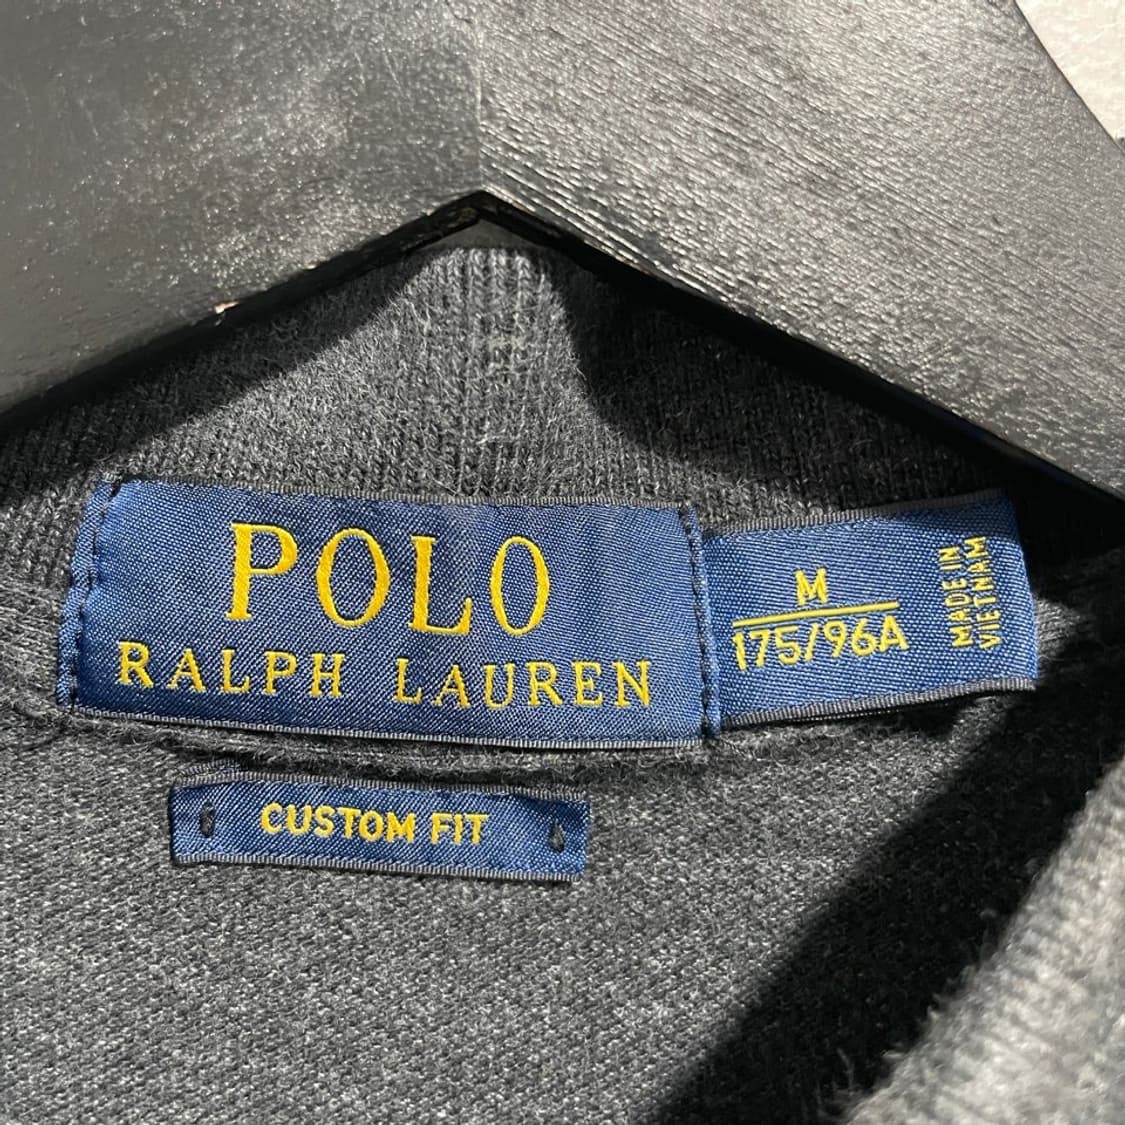 POLO
RALPH LAUREN
M
175/96A
MADE IN
VIETNAM
CUSTOM FIT